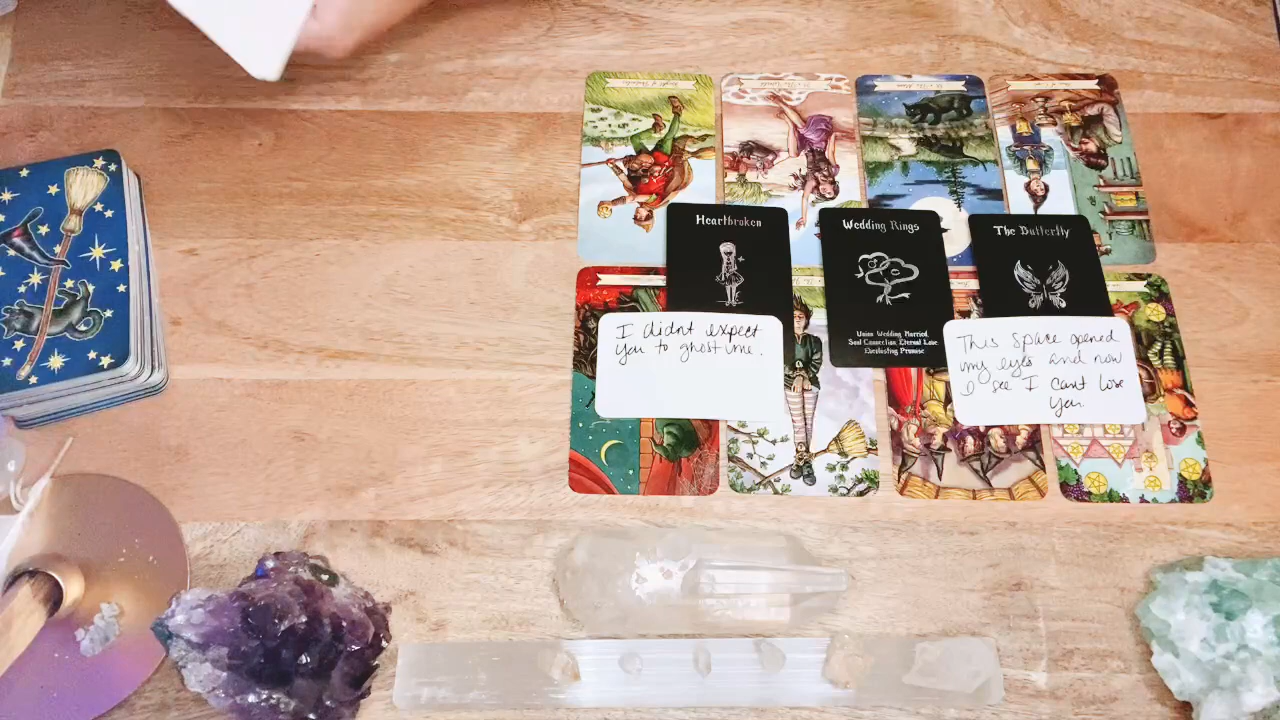 Heartbroken
Wedding Rings
The Butterfly
Union Wedding Married
Soul Connection Eternal Love
Everlasting Promise
I didnt expect
you to ghost me.
This space opened
my eyes and now
I see I cant lose
you.